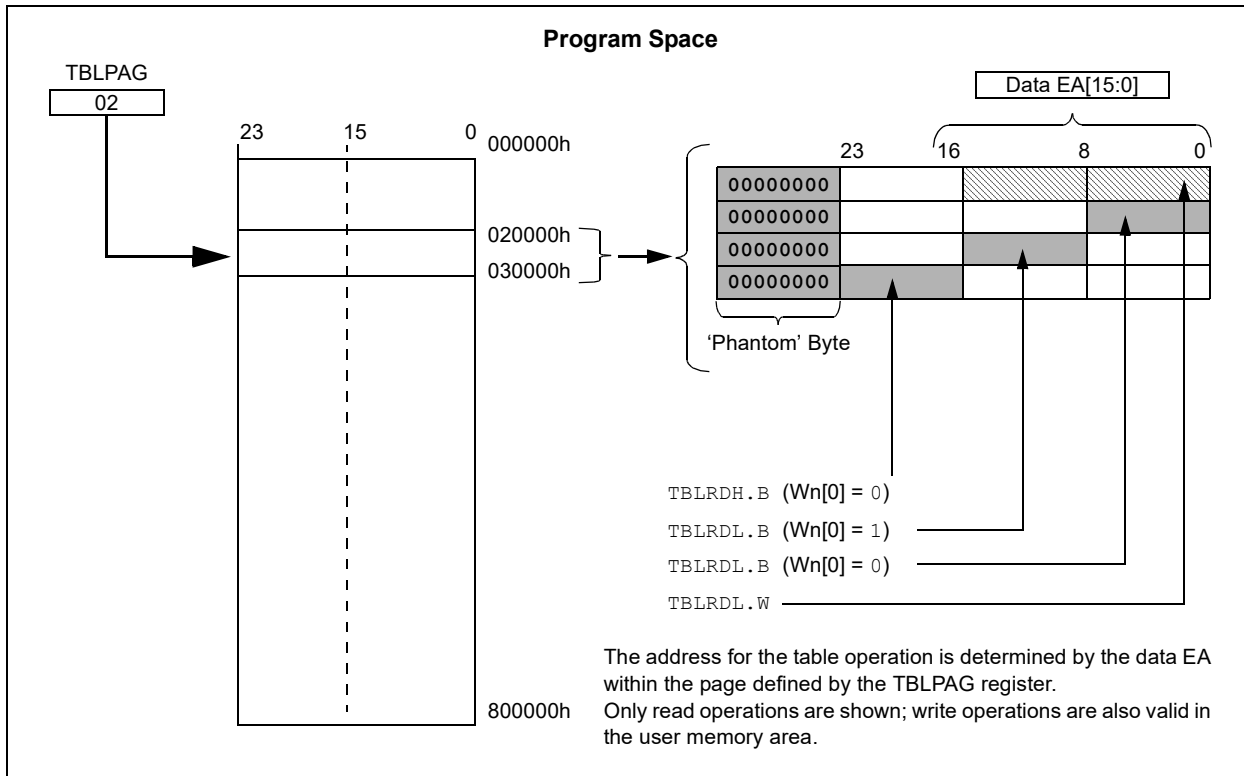 Program Space
TBLPAG
02
23 15 0
000000h
020000h
030000h
800000h
Data EA[15:0]
23 16 8 0
00000000
00000000
00000000
00000000
‘Phantom’ Byte
TBLRDH.B (Wn[0] = 0)
TBLRDL.B (Wn[0] = 1)
TBLRDL.B (Wn[0] = 0)
TBLRDL.W
The address for the table operation is determined by the data EA
within the page defined by the TBLPAG register.
Only read operations are shown; write operations are also valid in
the user memory area.